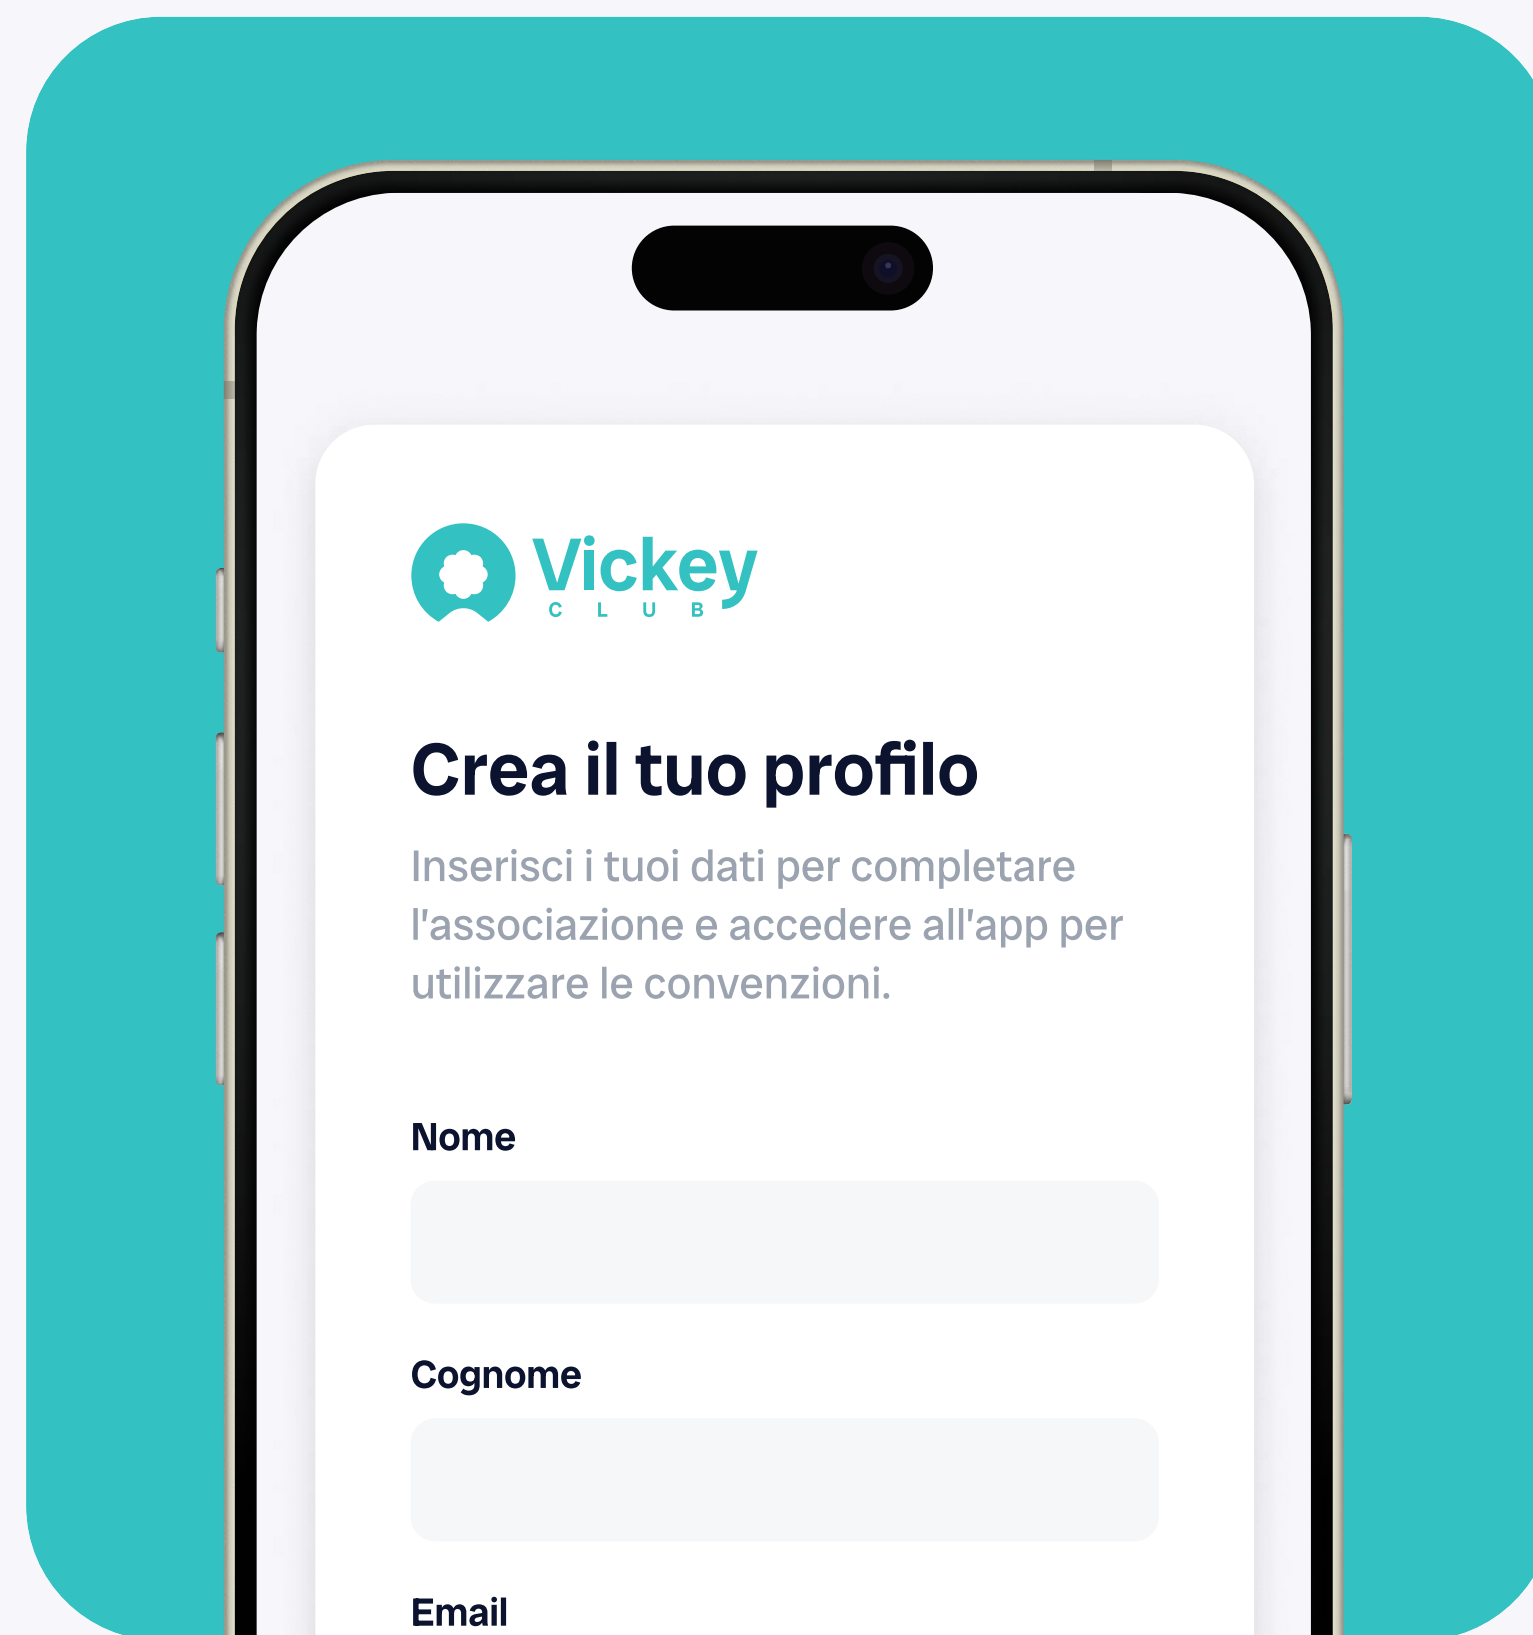 Vickey
CLUB
Crea il tuo profilo
Inserisci i tuoi dati per completare
l'associazione e accedere all'app per
utilizzare le convenzioni.
Nome
Cognome
Email